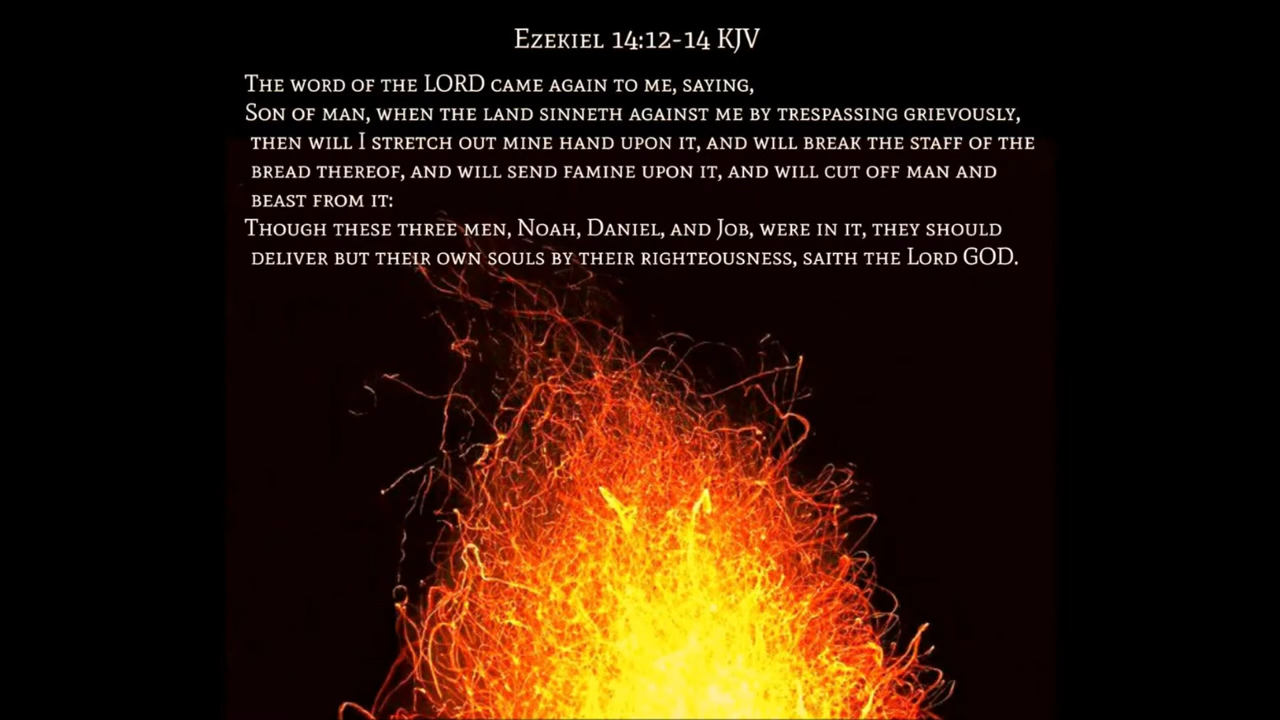 Ezekiel 14:12-14 KJV
The word of the LORD came again to me, saying,
Son of man, when the land sinneth against me by trespassing grievously,
then will I stretch out mine hand upon it, and will break the staff of the
bread thereof, and will send famine upon it, and will cut off man and
beast from it:
Though these three men, Noah, Daniel, and Job, were in it, they should
deliver but their own souls by their righteousness, saith the Lord GOD.